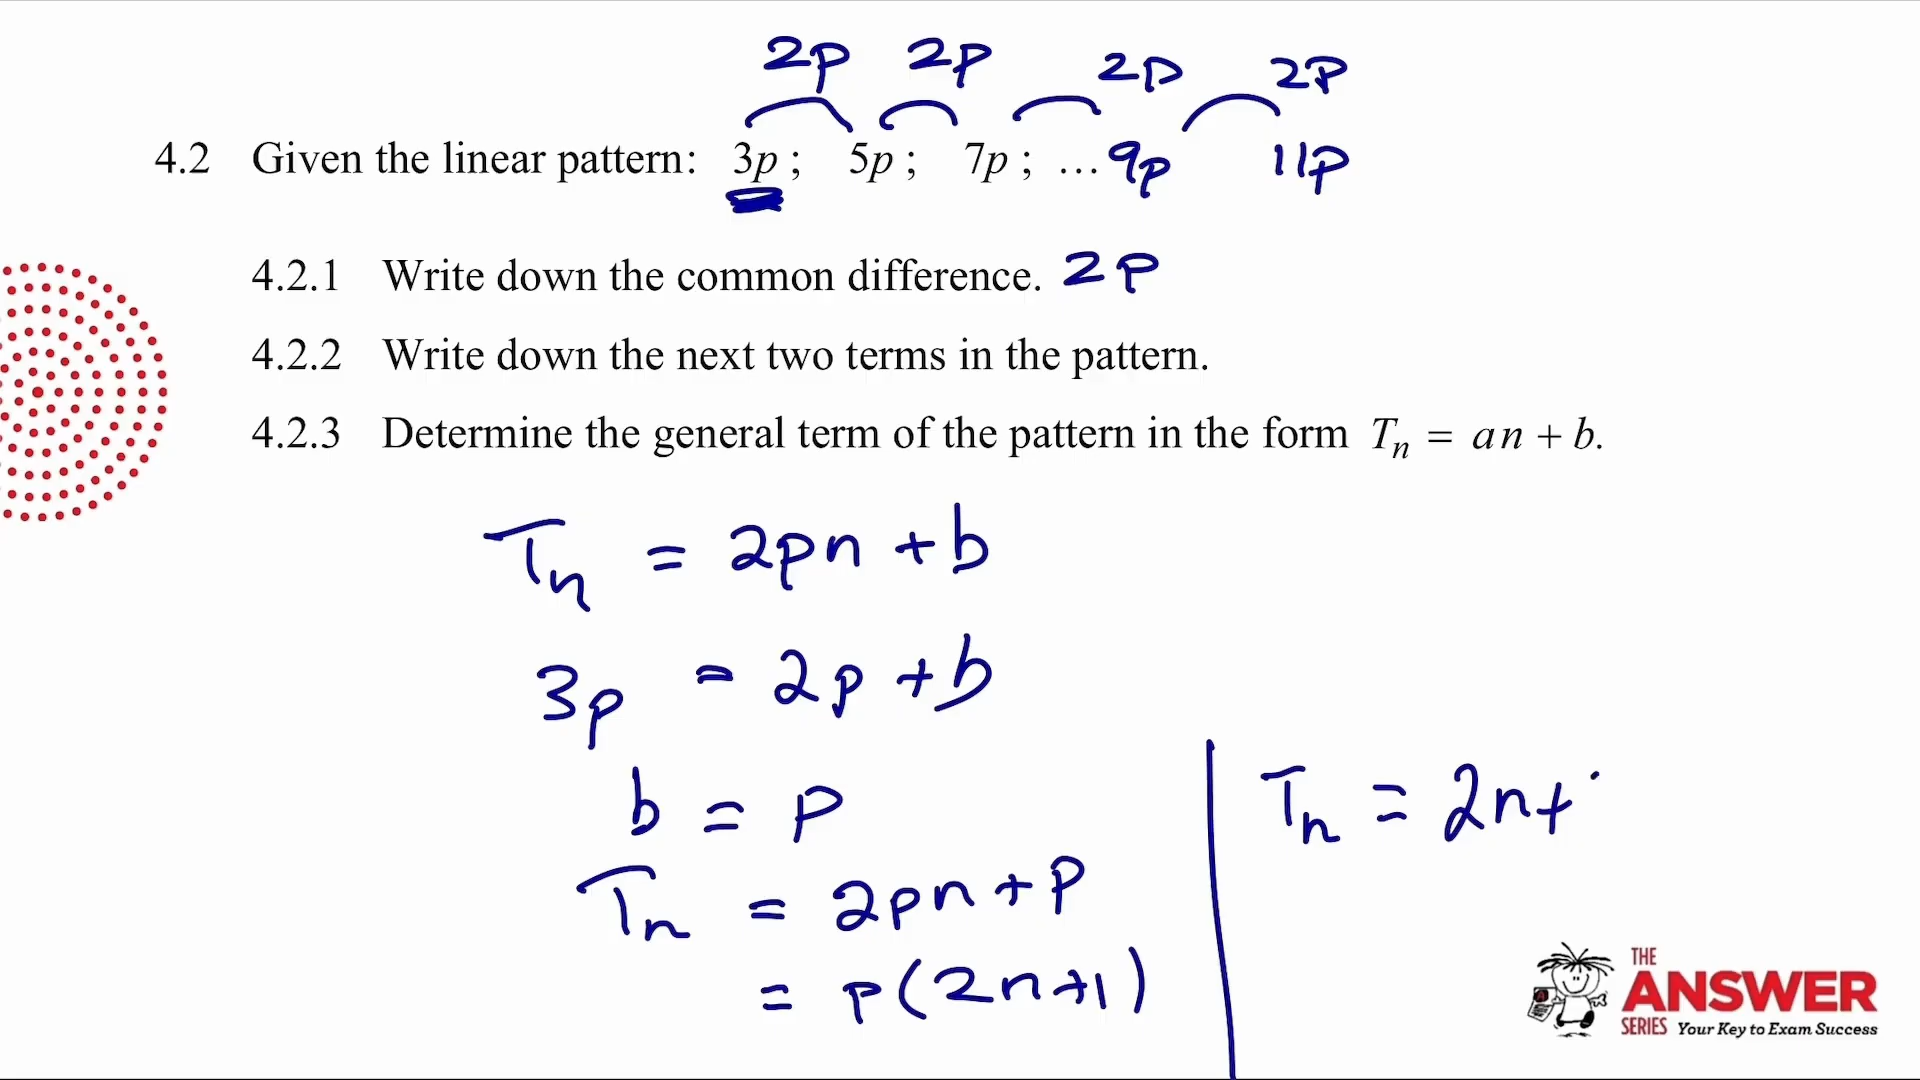 2p 2p 2p 2p
4.2 Given the linear pattern: 3p ; 5p ; 7p ; ... 9p 11p
4.2.1 Write down the common difference. 2p
4.2.2 Write down the next two terms in the pattern.
4.2.3 Determine the general term of the pattern in the form Tn = an + b.
Tn = 2pn + b
3p = 2p + b
b = p
Tn = 2pn + p
= p(2n+1)
Tn = 2n+
THE
ANSWER
SERIES Your Key to Exam Success